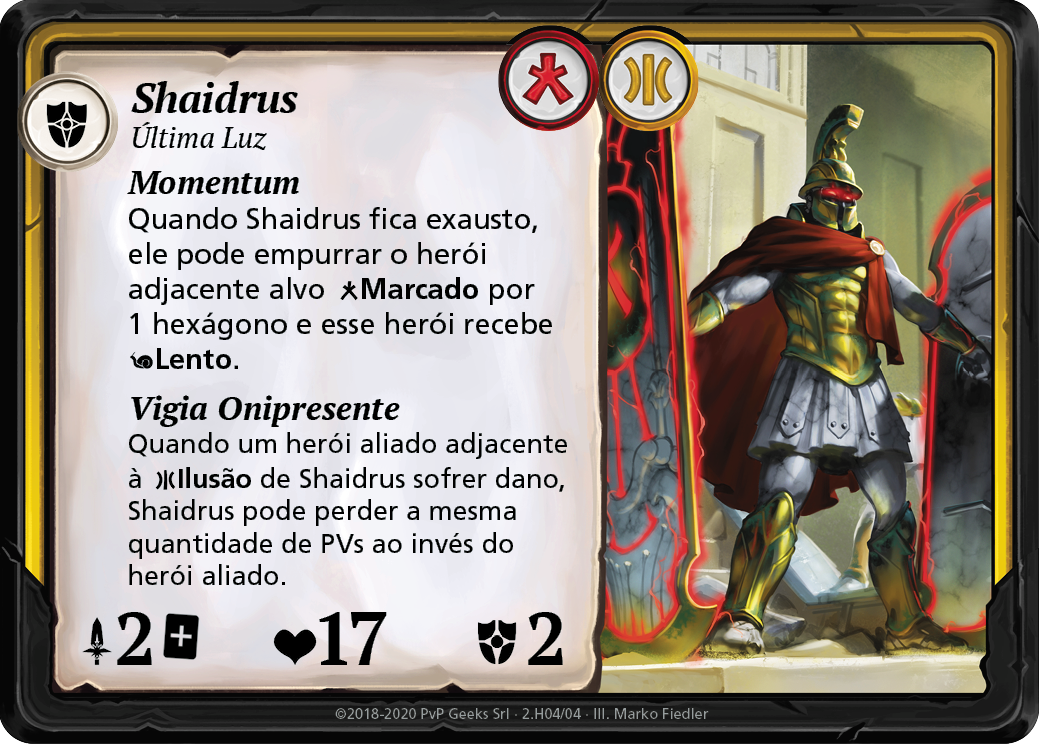 Shaidrus
Última Luz
Momentum
Quando Shaidrus fica exausto,
ele pode empurrar o herói
adjacente alvo Marcado por
1 hexágono e esse herói recebe
Lento.
Vigia Onipresente
Quando um herói aliado adjacente
à Ilusão de Shaidrus sofrer dano,
Shaidrus pode perder a mesma
quantidade de PVs ao invés do
herói aliado.
2 + 17 2
©2018-2020 PvP Geeks Srl · 2.H04/04 · Ill. Marko Fiedler